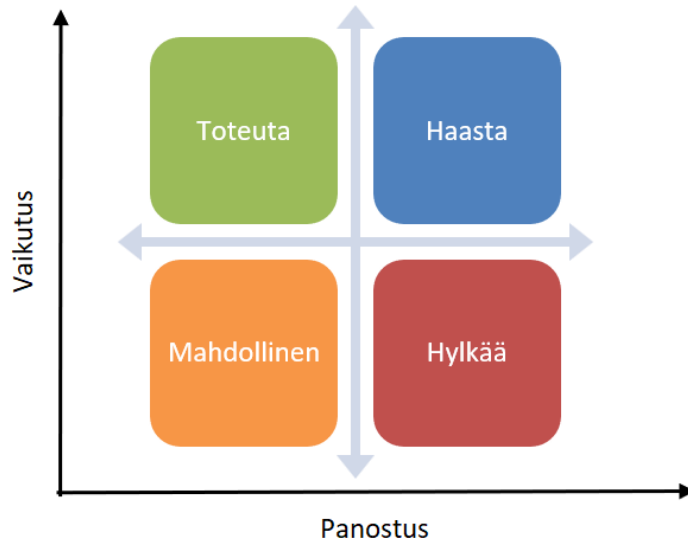 Toteuta
Haasta
Vaikutus
Mahdollinen
Hylkää
Panostus